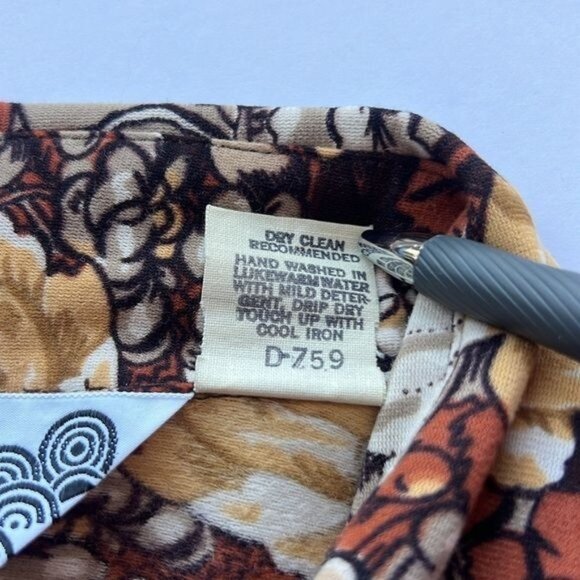 DRY CLEAN
RECOMMENDED
HAND WASHED IN
LUKEWARM WATER
WITH MILD DETER-
GENT, DRIP DRY
TOUCH UP WITH
COOL IRON
D-759